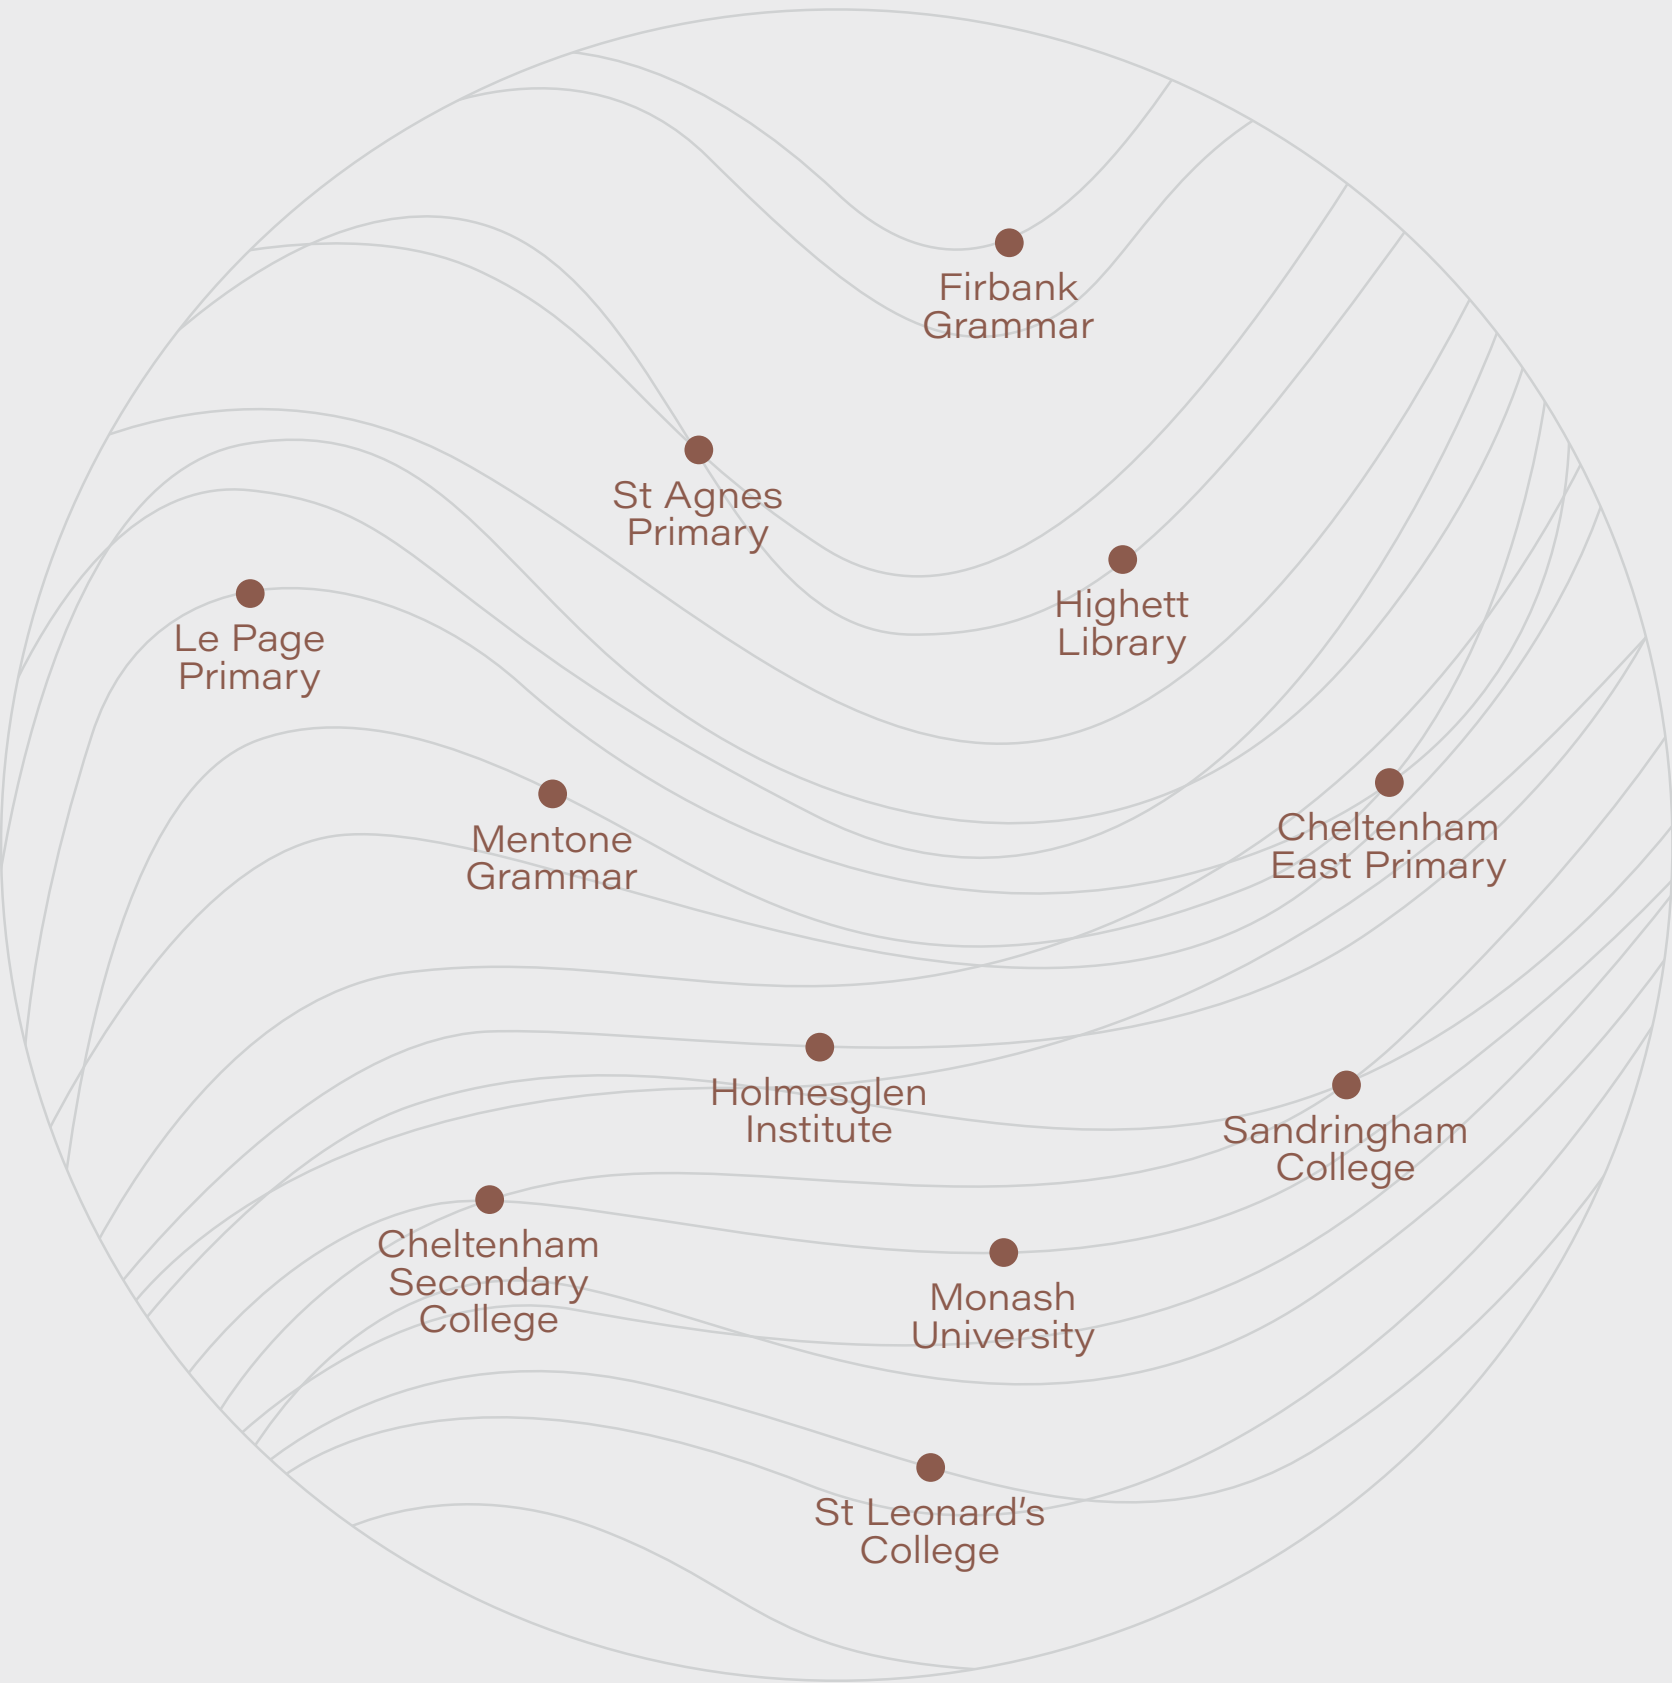 Firbank
Grammar
St Agnes
Primary
Highett
Library
Le Page
Primary
Mentone
Grammar
Cheltenham
East Primary
Holmesglen
Institute
Sandringham
College
Cheltenham
Secondary
College
Monash
University
St Leonard’s
College